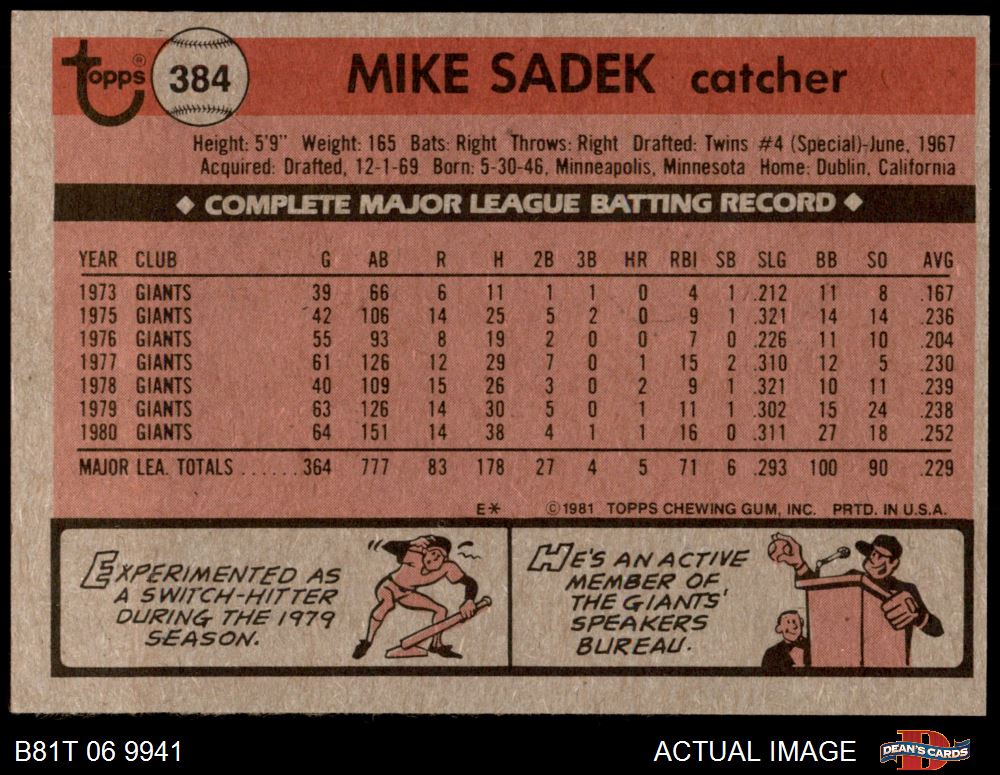 Topps® 384 MIKE SADEK catcher
Height: 5'9" Weight: 165 Bats: Right Throws: Right Drafted: Twins #4 (Special)-June, 1967
Acquired: Drafted, 12-1-69 Born: 5-30-46, Minneapolis, Minnesota Home: Dublin, California
◆ COMPLETE MAJOR LEAGUE BATTING RECORD ◆
YEAR CLUB G AB R H 2B 3B HR RBI SB SLG BB SO AVG
1973 GIANTS 39 66 6 11 1 1 0 4 1 .212 11 8 .167
1975 GIANTS 42 106 14 25 5 2 0 9 1 .321 14 14 .236
1976 GIANTS 55 93 8 19 2 0 0 7 0 .226 11 10 .204
1977 GIANTS 61 126 12 29 7 0 1 15 2 .310 12 5 .230
1978 GIANTS 40 109 15 26 3 0 2 9 1 .321 10 11 .239
1979 GIANTS 63 126 14 30 5 0 1 11 1 .302 15 24 .238
1980 GIANTS 64 151 14 38 4 1 1 16 0 .311 27 18 .252
MAJOR LEA. TOTALS ......364 777 83 178 27 4 5 71 6 .293 100 90 .229
E* ©1981 TOPPS CHEWING GUM, INC. PRTD. IN U.S.A.
EXPERIMENTED AS
A SWITCH-HITTER
DURING THE 1979
SEASON.
HE'S AN ACTIVE
MEMBER OF
THE GIANTS'
SPEAKERS
BUREAU.
B81T 06 9941 ACTUAL IMAGE DEAN'S CARDS